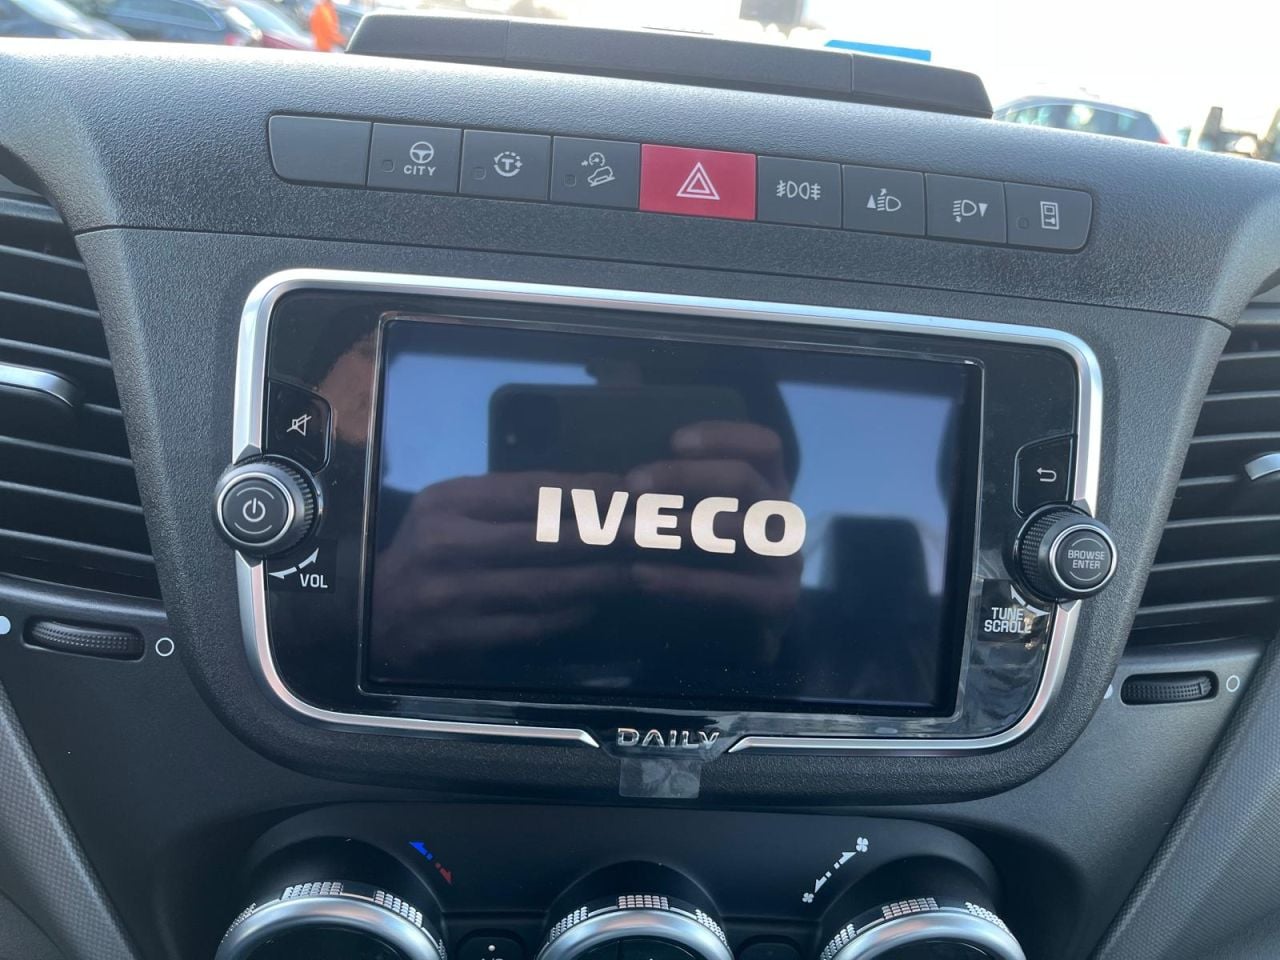 CITY
T+
IVECO
VOL
BROWSE
ENTER
TUNE
SCROLL
DAILY